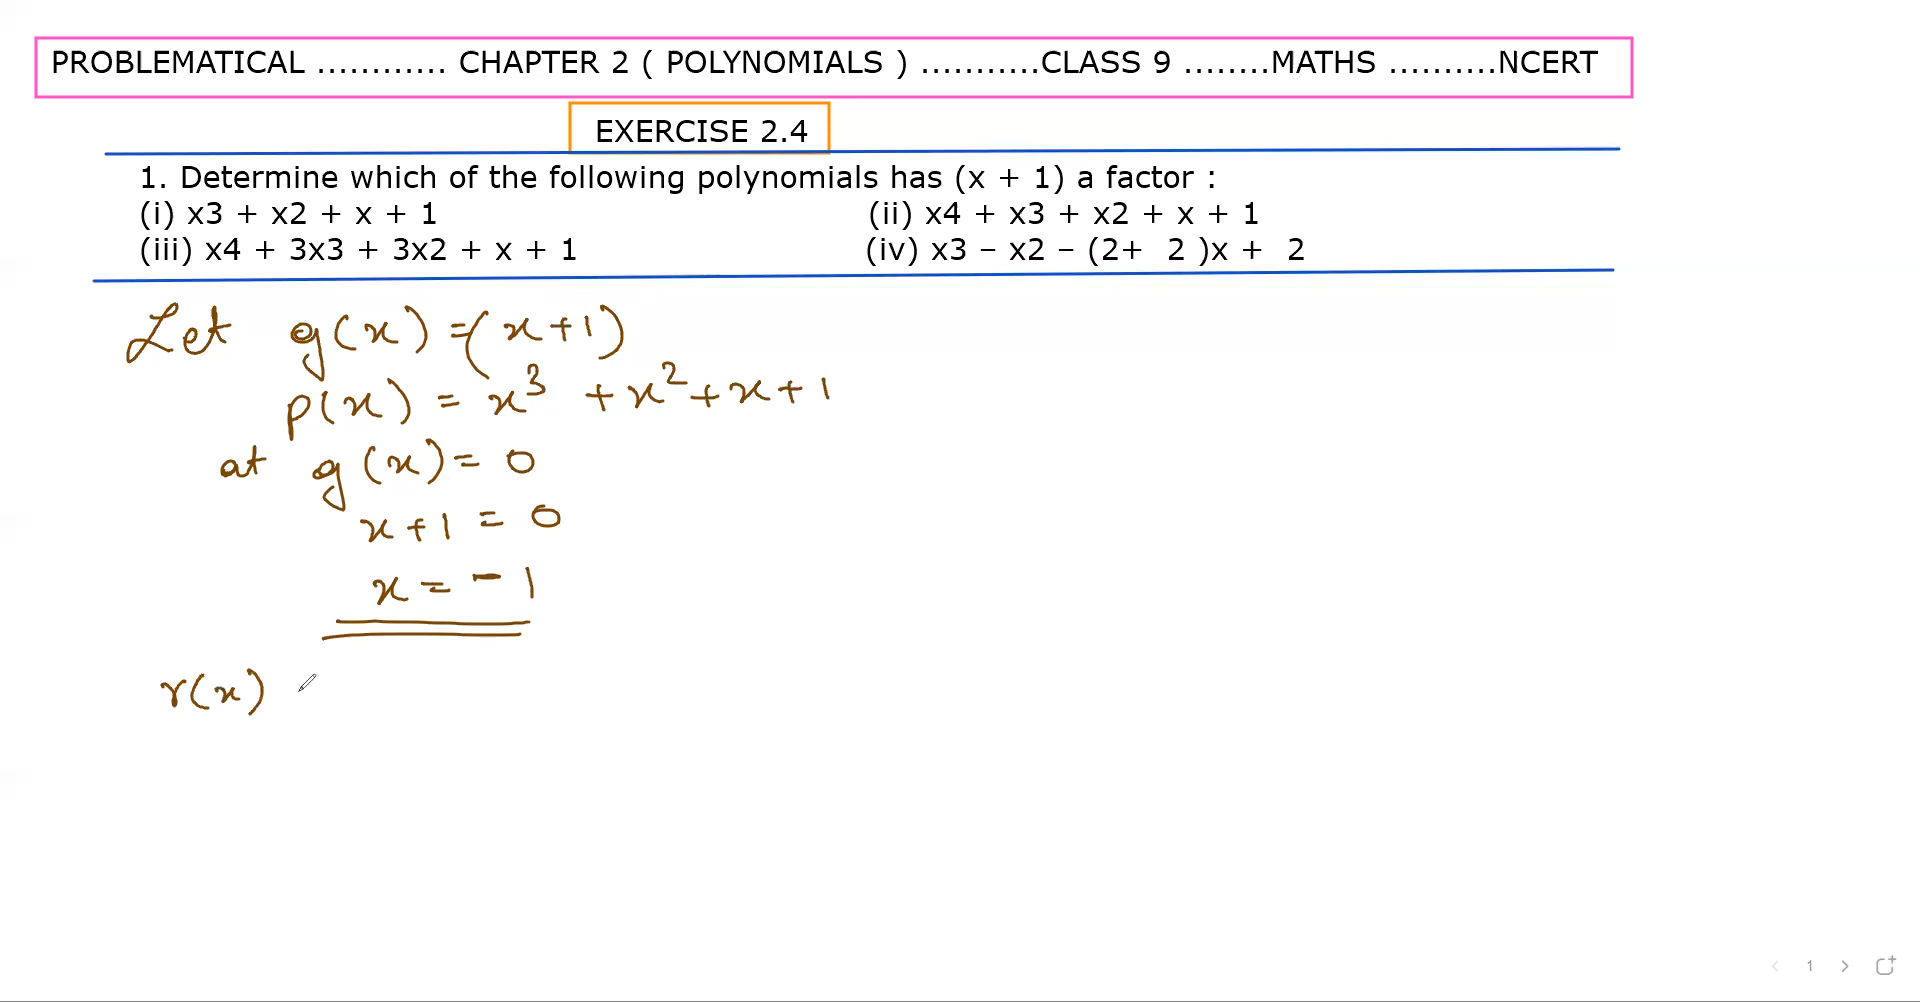 PROBLEMATICAL ............ CHAPTER 2 ( POLYNOMIALS ) ...........CLASS 9 ........MATHS ..........NCERT
EXERCISE 2.4
1. Determine which of the following polynomials has (x + 1) a factor :
(i) x3 + x2 + x + 1 (ii) x4 + x3 + x2 + x + 1
(iii) x4 + 3x3 + 3x2 + x + 1 (iv) x3 – x2 – (2+ 2 )x + 2
Let g(x) = (x+1)
p(x) = x³ + x² + x + 1
at g(x) = 0
x+1 = 0
x = -1
r(x)
1